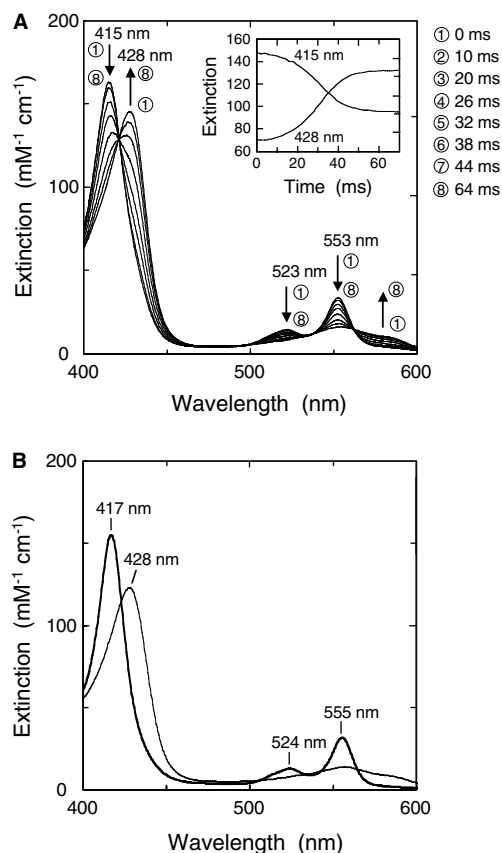 A
200
100
0
400
500
600
Extinction (mM-1 cm-1)
Wavelength (nm)
415 nm
① 428 nm
⑧ ⑧
①
523 nm
①
⑧
553 nm
①
⑧
⑧
①
160
140
120
100
80
60
0 20 40 60
Extinction
Time (ms)
415 nm
428 nm
① 0 ms
② 10 ms
③ 20 ms
④ 26 ms
⑤ 32 ms
⑥ 38 ms
⑦ 44 ms
⑧ 64 ms
B
200
100
0
400
500
600
Extinction (mM-1 cm-1)
Wavelength (nm)
417 nm
428 nm
524 nm
555 nm